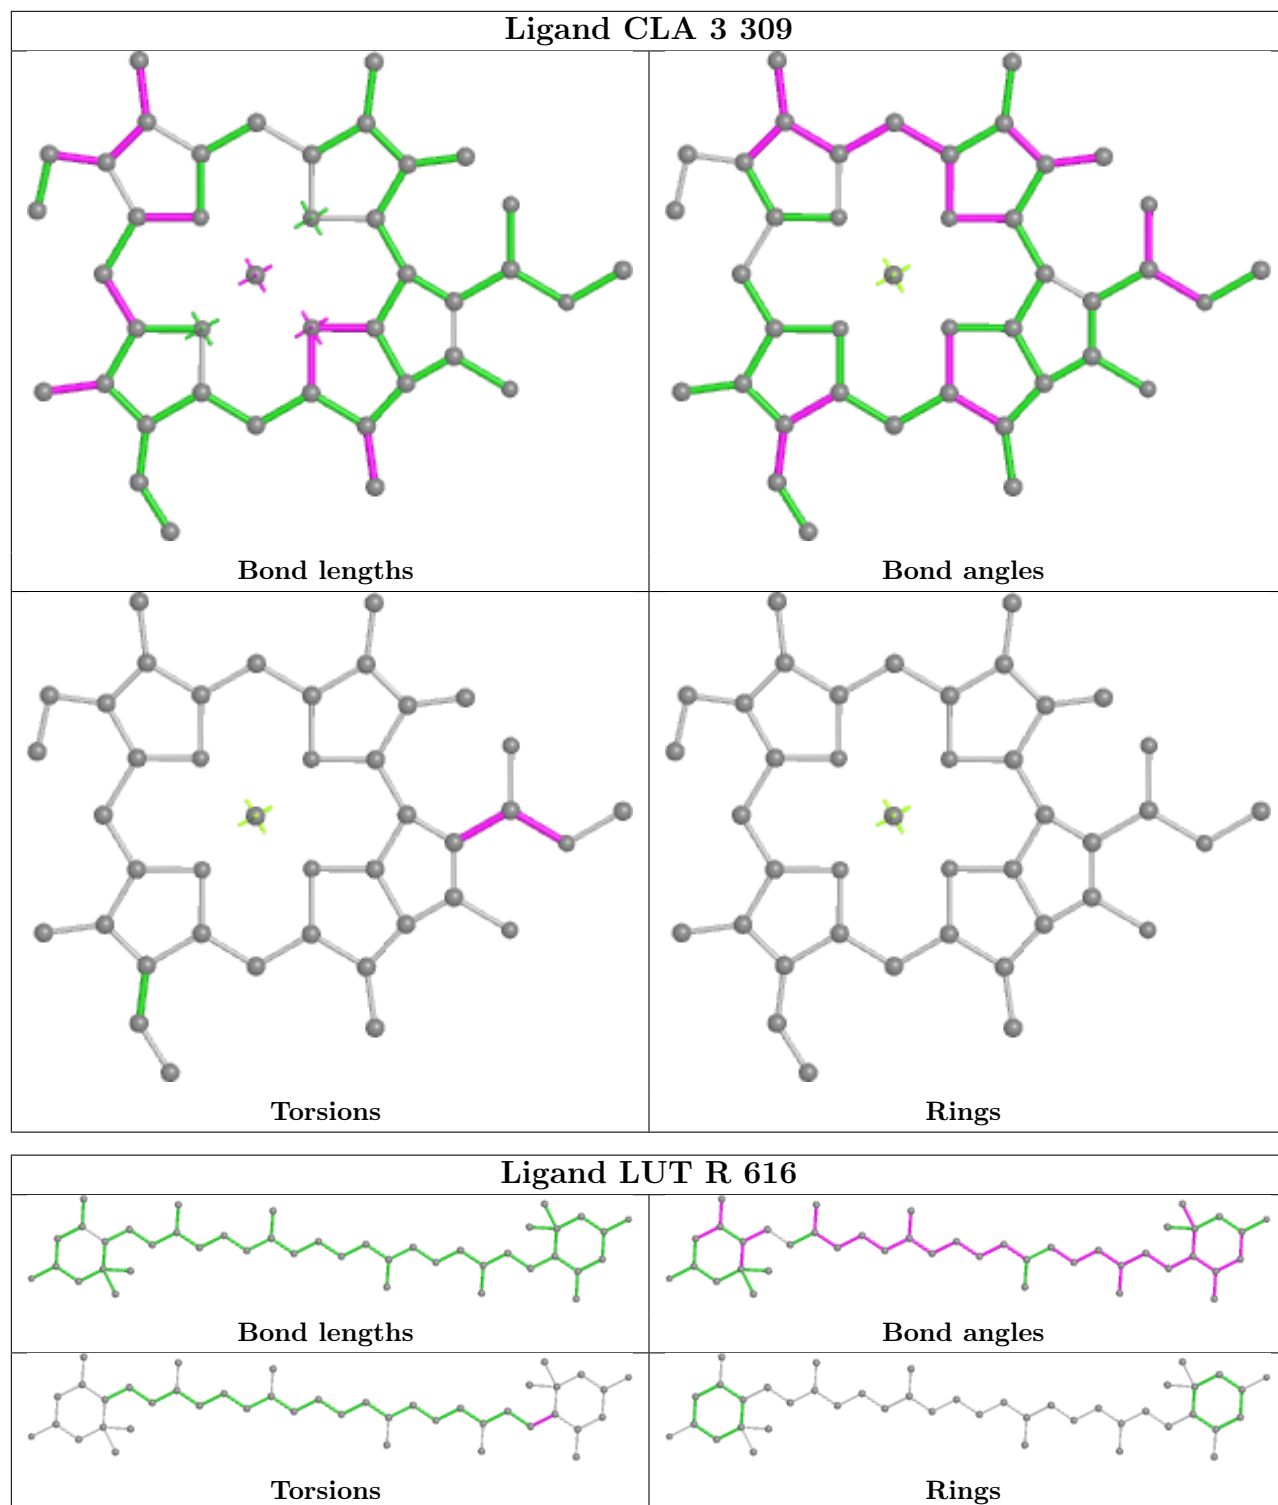 Ligand CLA 3 309
Bond lengths
Bond angles
Torsions
Rings
Ligand LUT R 616
Bond lengths
Bond angles
Torsions
Rings